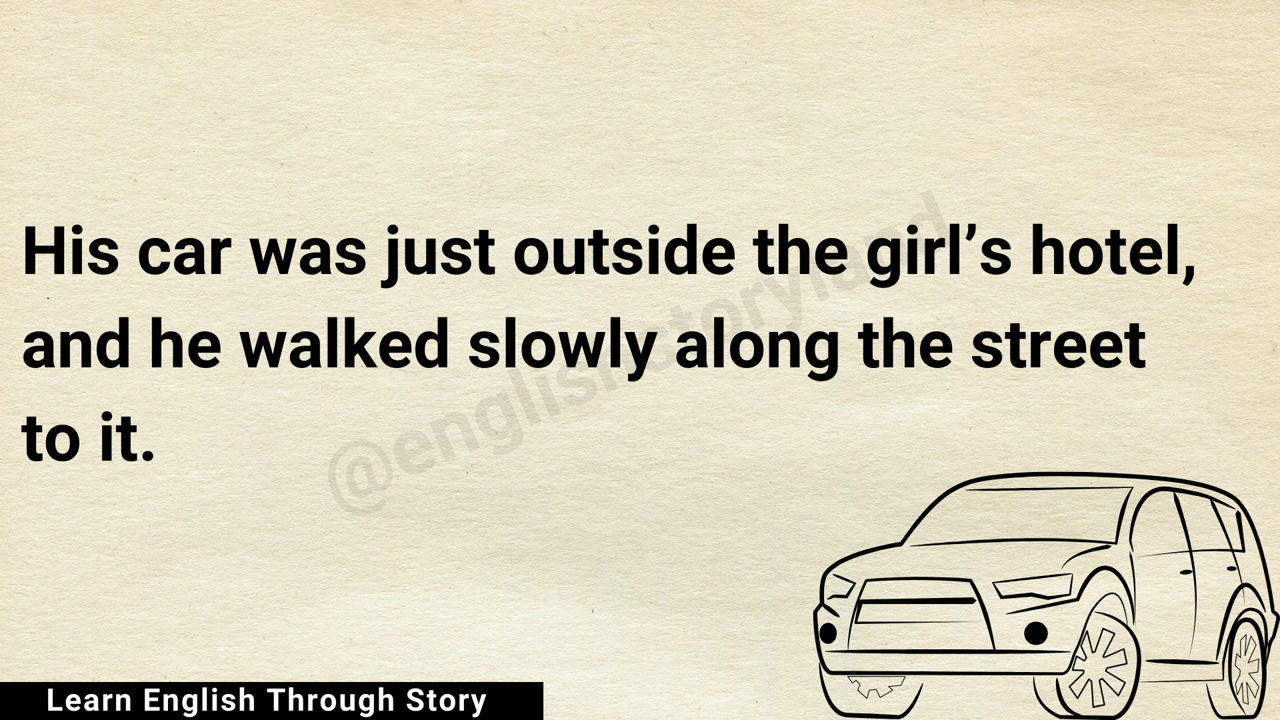 His car was just outside the girl’s hotel,
and he walked slowly along the street
to it.
@englishstoryland
Learn English Through Story